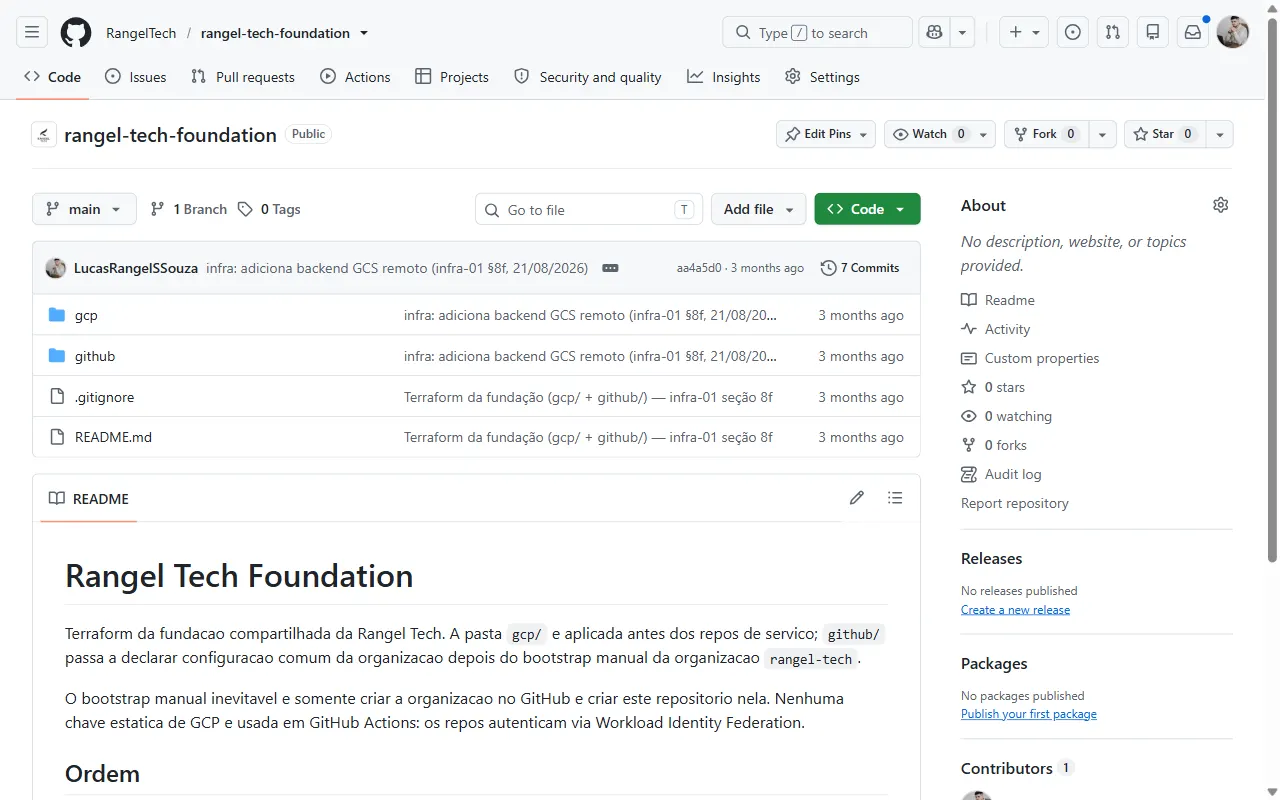 RangelTech / rangel-tech-foundation
Type / to search
Code
Issues
Pull requests
Actions
Projects
Security and quality
Insights
Settings
rangel-tech-foundation Public
Edit Pins
Watch 0
Fork 0
Star 0
main
1 Branch
0 Tags
Go to file T
Add file
Code
LucasRangelSSouza infra: adiciona backend GCS remoto (infra-01 §8f, 21/08/2026) aa4a5d0 · 3 months ago 7 Commits
gcp infra: adiciona backend GCS remoto (infra-01 §8f, 21/08/20... 3 months ago
github infra: adiciona backend GCS remoto (infra-01 §8f, 21/08/20... 3 months ago
.gitignore Terraform da fundação (gcp/ + github/) — infra-01 seção 8f 3 months ago
README.md Terraform da fundação (gcp/ + github/) — infra-01 seção 8f 3 months ago
README
Rangel Tech Foundation
Terraform da fundacao compartilhada da Rangel Tech. A pasta gcp/ e aplicada antes dos repos de servico; github/
passa a declarar configuracao comum da organizacao depois do bootstrap manual da organizacao rangel-tech.
O bootstrap manual inevitavel e somente criar a organizacao no GitHub e criar este repositorio nela. Nenhuma
chave estatica de GCP e usada em GitHub Actions: os repos autenticam via Workload Identity Federation.
Ordem
About
No description, website, or topics
provided.
Readme
Activity
Custom properties
0 stars
0 watching
0 forks
Audit log
Report repository
Releases
No releases published
Create a new release
Packages
No packages published
Publish your first package
Contributors 1